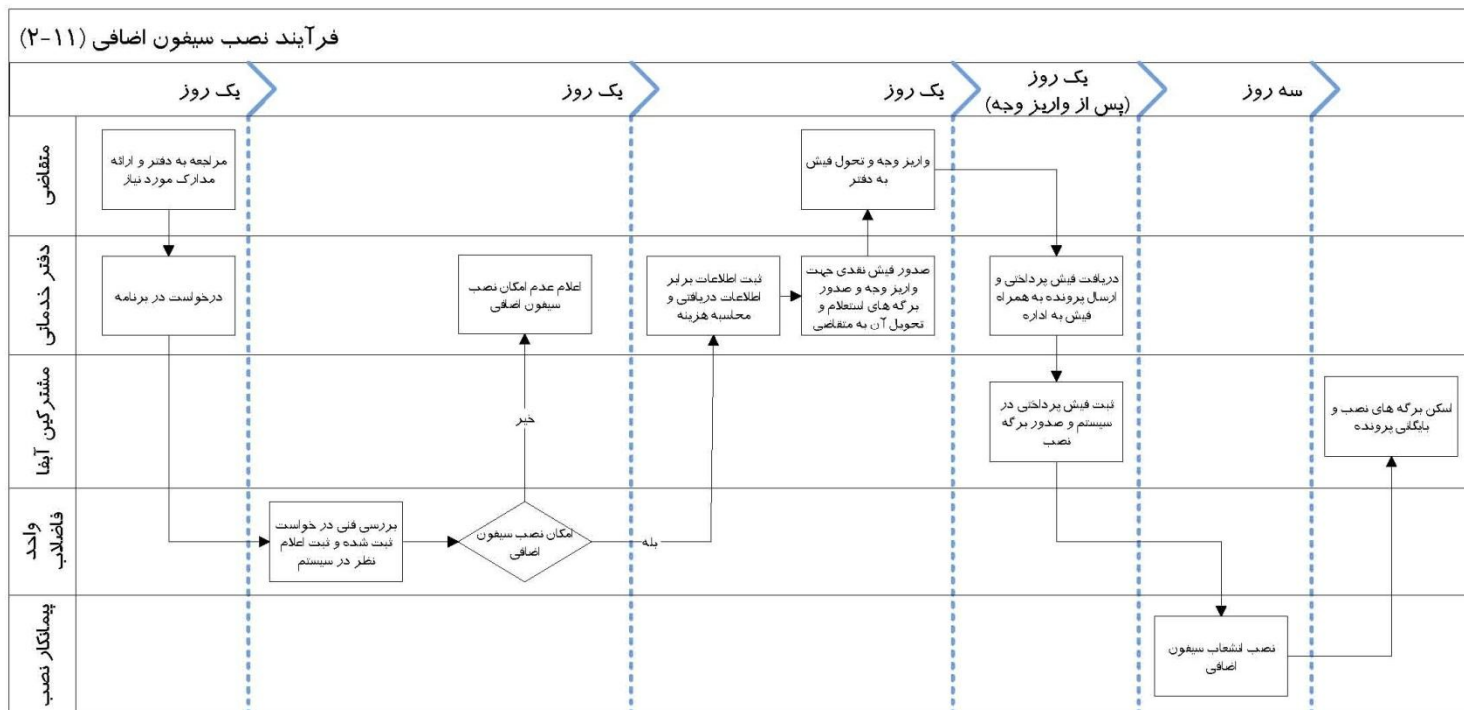 فرآیند نصب سیفون اضافی (۱۱-۲)
یک روز
یک روز
یک روز
یک روز
(پس از واریز وجه)
سه روز
متقاضی
مراجعه به دفتر و ارائه
مدارک مورد نیاز
واریز وجه و تحول فیش
به دفتر
دفتر خدماتی
درخواست در برنامه
اعلام عدم امکان نصب
سیفون اضافی
ثبت اطلاعات برابر
اطلاعات دریافتی و
محاسبه هزینه
صدور فیش نقدی جهت
واریز وجه و صدور
برگه های استعلام و
تحویل آن به متقاضی
دریافت فیش پرداختی و
ارسال پرونده به همراه
فیش به اداره
مشترکین آبفا
خیر
ثبت فیش پرداختی در
سیستم و صدور برگه
نصب
اسکن برگه های نصب و
بایگانی پرونده
واحد
فاضلاب
بررسی فنی در خواست
ثبت شده و ثبت اعلام
نظر در سیستم
امکان نصب سیفون
اضافی
بله
پیمانکار نصب
نصب انشعاب سیفون
اضافی